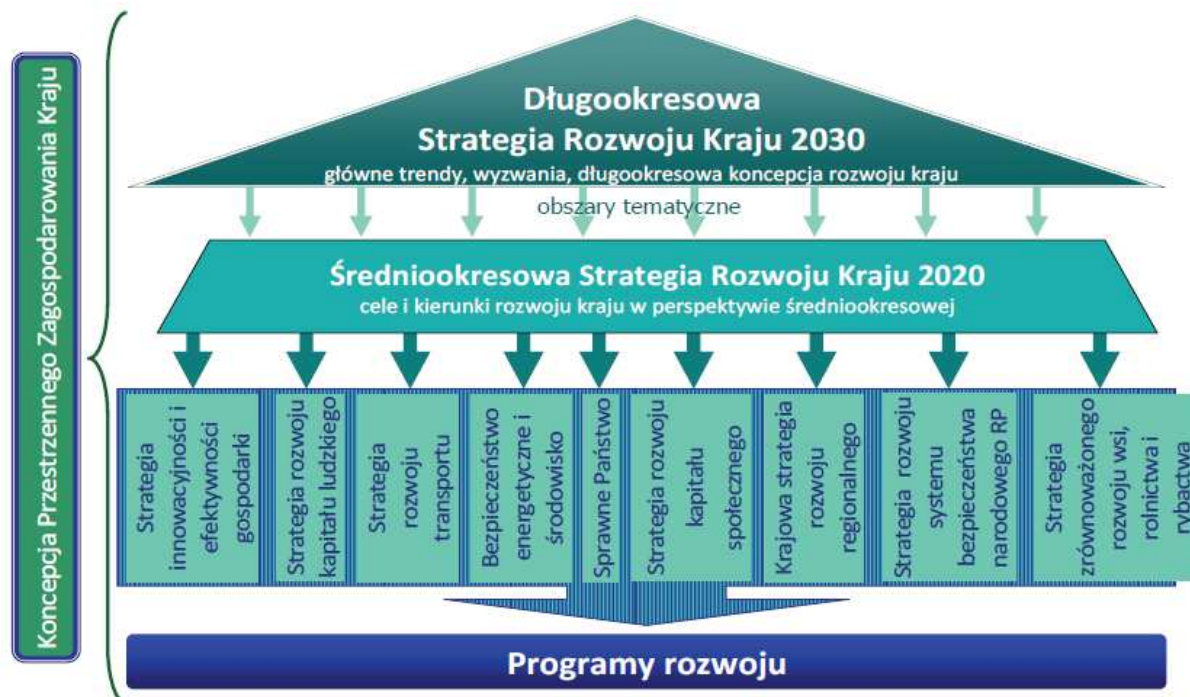 Koncepcja Przestrzennego Zagospodarowania Kraju
Długookresowa
Strategia Rozwoju Kraju 2030
główne trendy, wyzwania, długookresowa koncepcja rozwoju kraju
obszary tematyczne
Średniookresowa Strategia Rozwoju Kraju 2020
cele i kierunki rozwoju kraju w perspektywie średniookresowej
Strategia
innowacyjności i
efektywności
gospodarki
Strategia rozwoju
kapitału ludzkiego
Strategia
rozwoju
transportu
Bezpieczeństwo
energetyczne i
środowisko
Sprawne Państwo
Strategia rozwoju
kapitału
społecznego
Krajowa strategia
rozwoju
regionalnego
Strategia rozwoju
systemu
bezpieczeństwa
narodowego RP
Strategia
zrównoważonego
rozwoju wsi,
rolnictwa i
rybactwa
Programy rozwoju